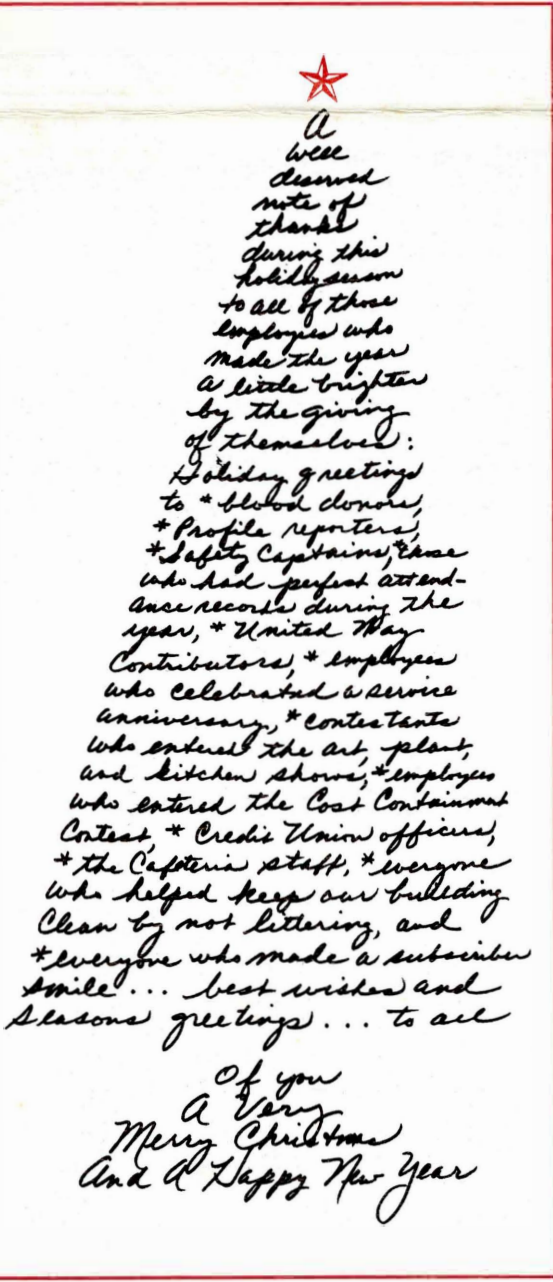 A
well
deserved
note of
thanks
during this
holiday season
to all of those
employees who
made the year
a little brighter
by the giving
of themselves:
Holiday greetings
to * blood donors,
* Profile reporters,
* Safety Captains, * those
who had perfect attend-
ance records during the
year, * United Way
Contributors, * employees
who celebrated a service
anniversary, * contestants
who entered the art, plant,
and kitchen shows, * employees
who entered the Cost Containment
Contest, * Credit Union officers,
* the Cafeteria staff, * everyone
who helped keep our building
Clean by not littering, and
* everyone who made a subscriber
smile... best wishes and
Seasons greetings... to all
Of you
A Very
Merry Christmas
And A Happy New Year